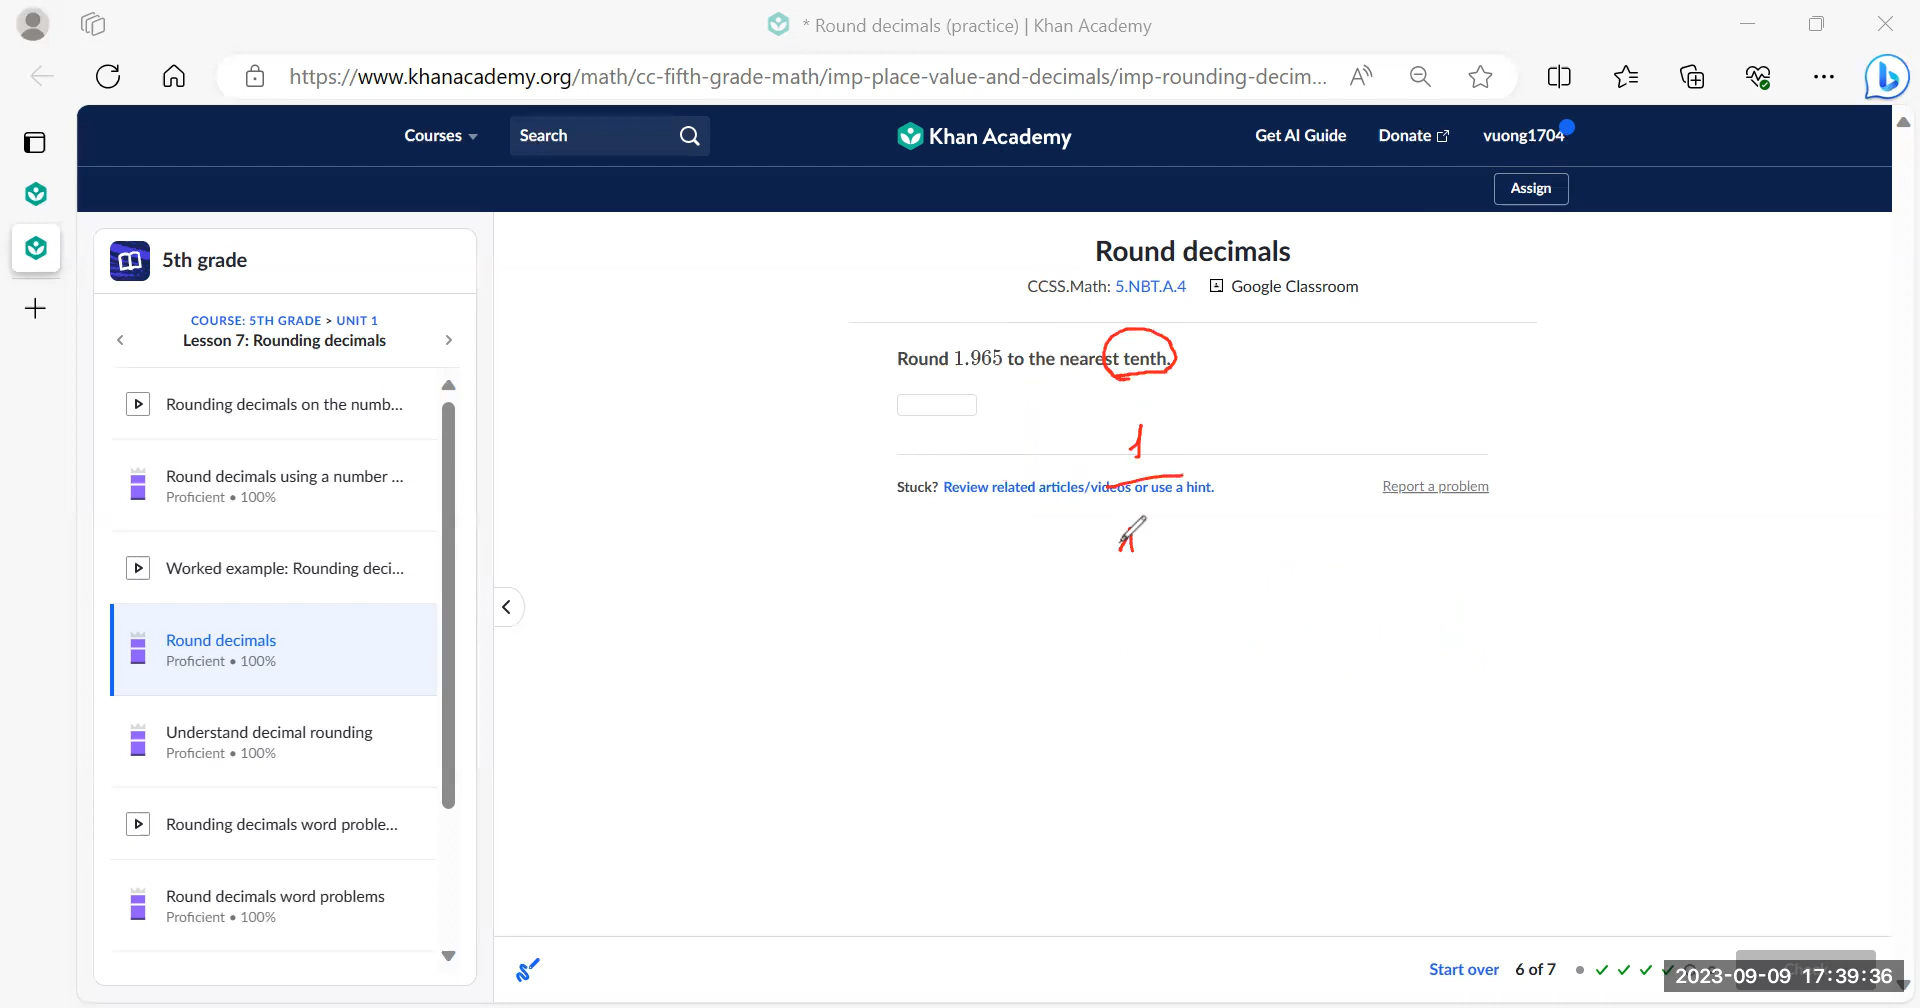 * Round decimals (practice) | Khan Academy
https://www.khanacademy.org/math/cc-fifth-grade-math/imp-place-value-and-decimals/imp-rounding-decim...
Courses
Search
Khan Academy
Get AI Guide
Donate
vuong1704
Assign
5th grade
COURSE: 5TH GRADE > UNIT 1
Lesson 7: Rounding decimals
Rounding decimals on the numb...
Round decimals using a number ...
Proficient • 100%
Worked example: Rounding deci...
Round decimals
Proficient • 100%
Understand decimal rounding
Proficient • 100%
Rounding decimals word proble...
Round decimals word problems
Proficient • 100%
Round decimals
CCSS.Math: 5.NBT.A.4
Google Classroom
Round 1.965 to the nearest tenth.
1
Stuck? Review related articles/videos or use a hint.
Report a problem
1
Start over
6 of 7
2023-09-09 17:39:36